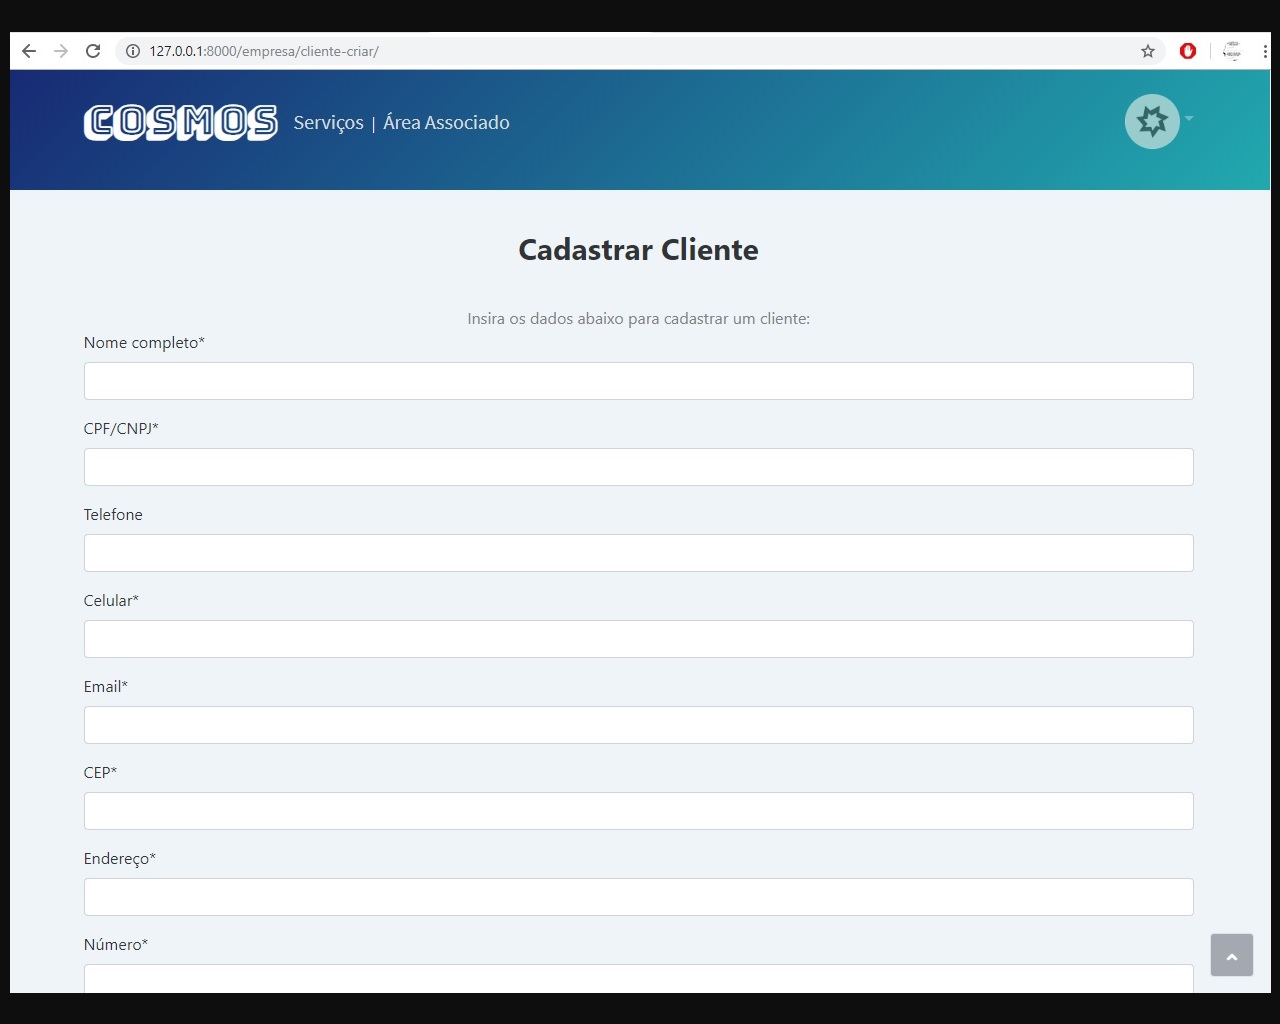 127.0.0.1:8000/empresa/cliente-criar/
COSMOS Serviços | Área Associado
Cadastrar Cliente
Insira os dados abaixo para cadastrar um cliente:
Nome completo*
CPF/CNPJ*
Telefone
Celular*
Email*
CEP*
Endereço*
Número*